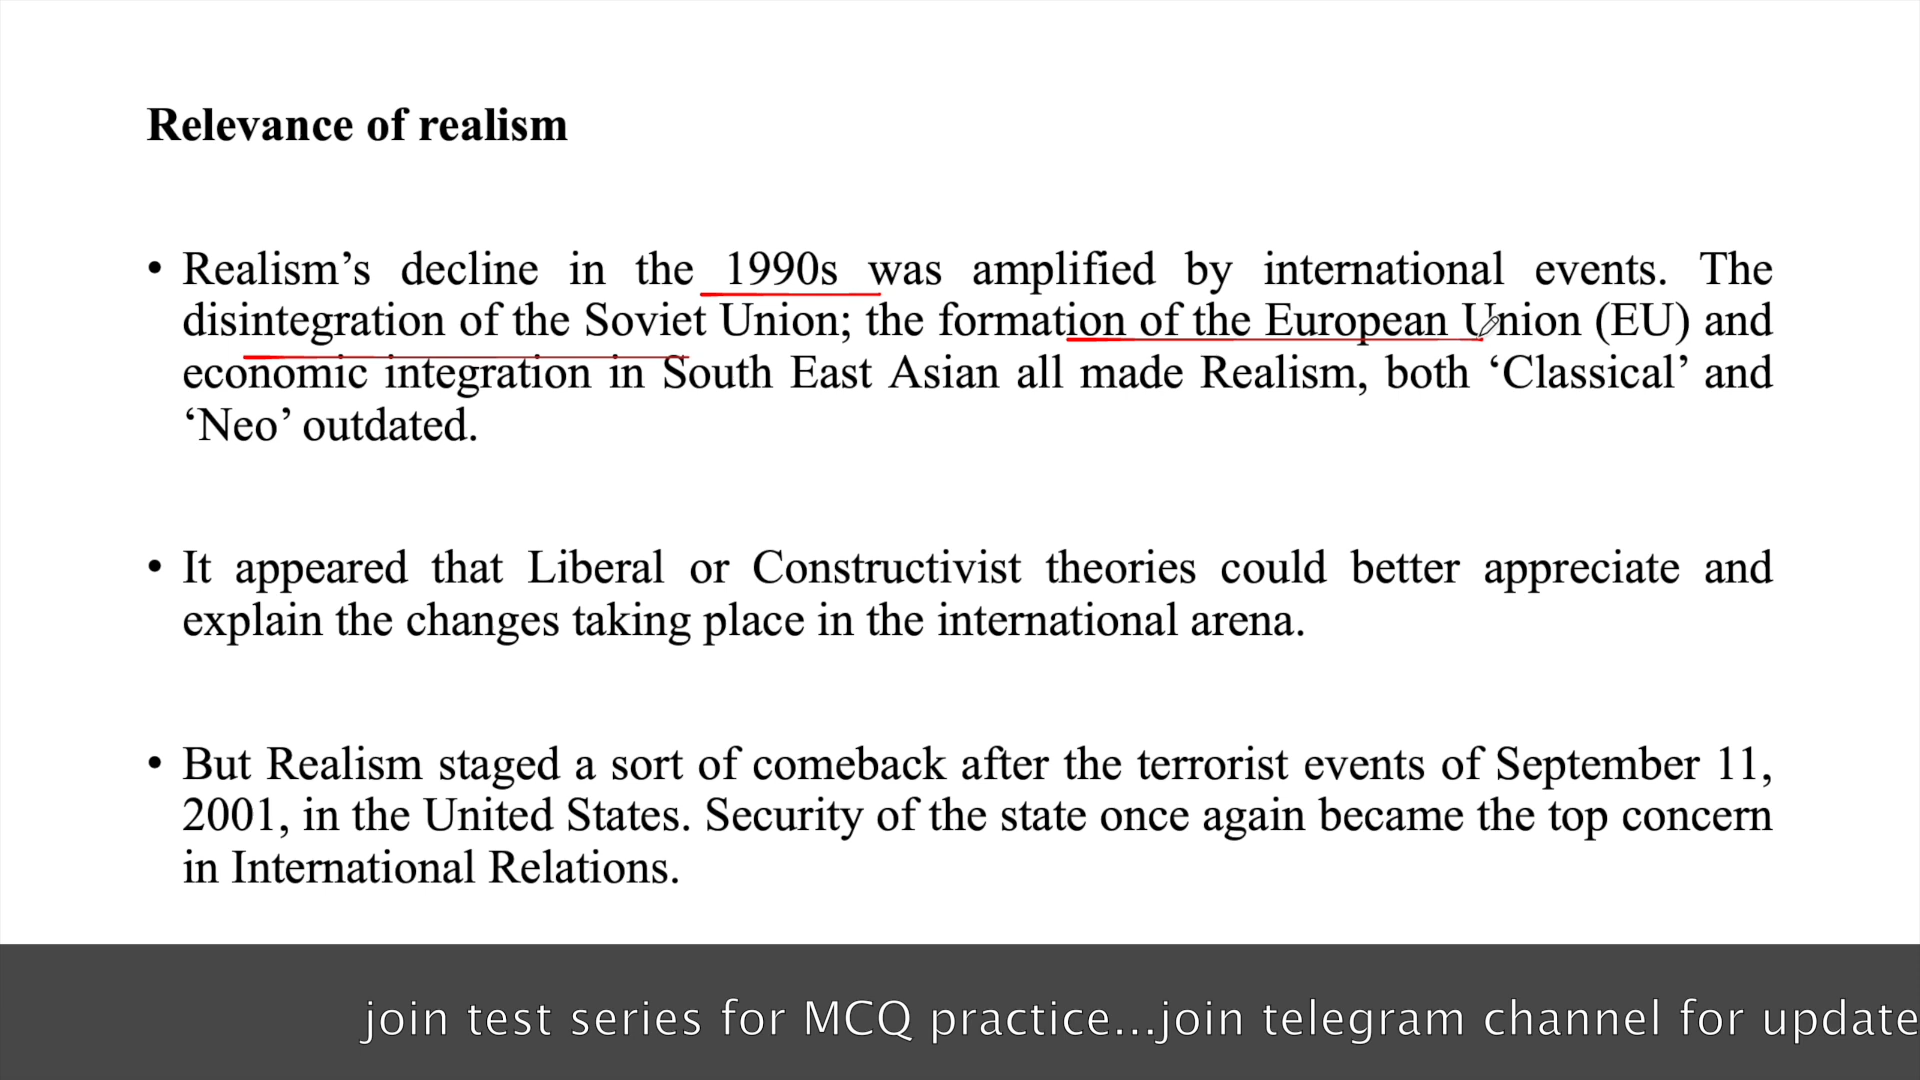 Relevance of realism
• Realism’s decline in the 1990s was amplified by international events. The
disintegration of the Soviet Union; the formation of the European Union (EU) and
economic integration in South East Asian all made Realism, both ‘Classical’ and
‘Neo’ outdated.
• It appeared that Liberal or Constructivist theories could better appreciate and
explain the changes taking place in the international arena.
• But Realism staged a sort of comeback after the terrorist events of September 11,
2001, in the United States. Security of the state once again became the top concern
in International Relations.
join test series for MCQ practice...join telegram channel for update